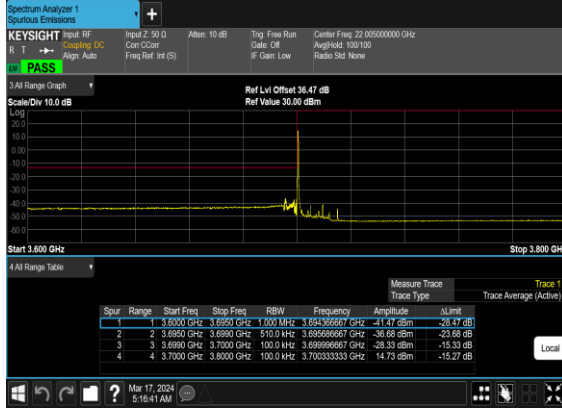 Spectrum Analyzer 1
Spurious Emissions
+
KEYSIGHT Input: RF Input Z: 50 Ω Atten: 10 dB Trig: Free Run Center Freq: 22.005000000 GHz
R T Coupling: DC Corr CCorr Gate: Off Avg|Hold: 100/100
Align: Auto Freq Ref: Int (S) IF Gain: Low Radio Std: None
PASS
3 All Range Graph Ref Lvl Offset 36.47 dB
Scale/Div 10.0 dB Ref Value 30.00 dBm
Log
20.0
10.0
0.00
-10.0
-20.0
-30.0
-40.0
-50.0
-60.0
Start 3.600 GHz Stop 3.800 GH
4 All Range Table
Measure Trace Trace 1
Trace Type Trace Average (Active)
Spur Range Start Freq Stop Freq RBW Frequency Amplitude ΔLimit
1 1 3.6000 GHz 3.6950 GHz 1.000 MHz 3.694366667 GHz -41.47 dBm -28.47 dB
2 2 3.6950 GHz 3.6990 GHz 510.0 kHz 3.695686667 GHz -36.68 dBm -23.68 dB
3 3 3.6990 GHz 3.7000 GHz 100.0 kHz 3.699996667 GHz -28.33 dBm -15.33 dB
4 4 3.7000 GHz 3.8000 GHz 100.0 kHz 3.700333333 GHz 14.73 dBm -15.27 dB
Local
? Mar 17, 2024
5:16:41 AM